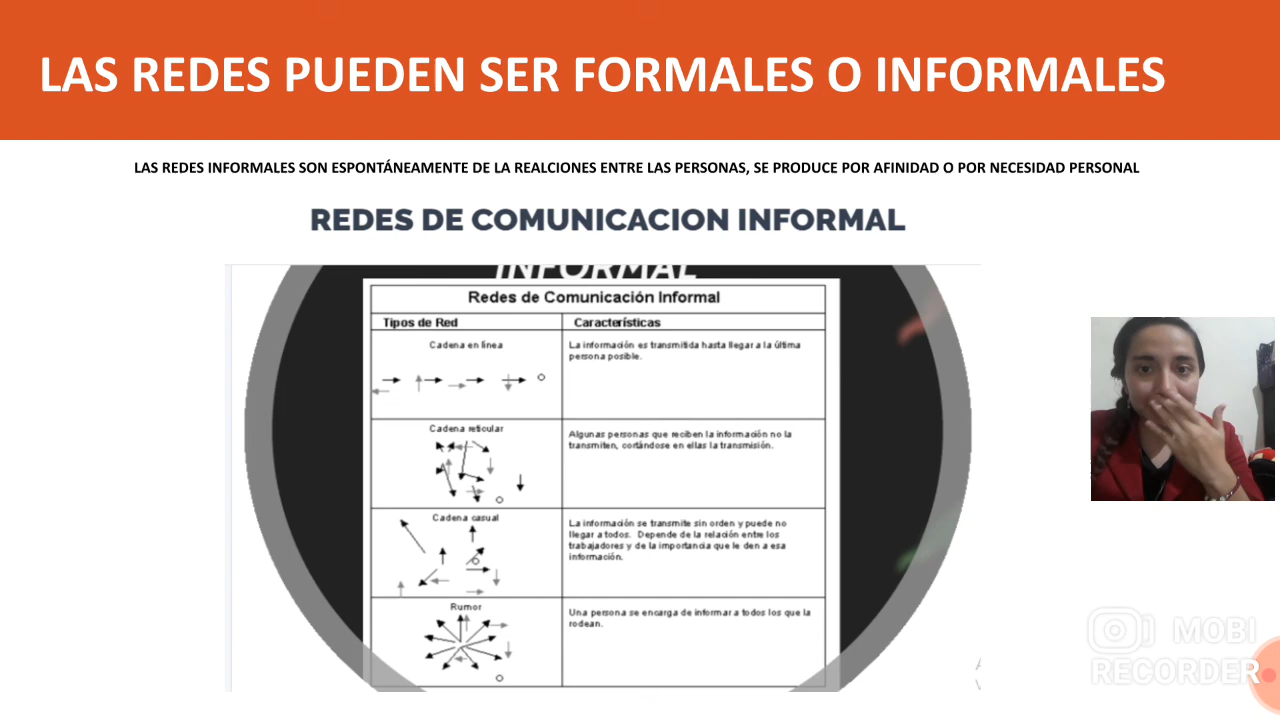 LAS REDES PUEDEN SER FORMALES O INFORMALES
LAS REDES INFORMALES SON ESPONTÁNEAMENTE DE LA REALCIONES ENTRE LAS PERSONAS, SE PRODUCE POR AFINIDAD O POR NECESIDAD PERSONAL
REDES DE COMUNICACION INFORMAL
INFORMAL
Redes de Comunicación Informal
Tipos de Red
Características
Cadena en línea
La información es transmitida hasta llegar a la última
persona posible.
Cadena reticular
Algunas personas que reciben la información no la
transmiten, cortándose en ellas la transmisión.
Cadena casual
La información se transmite sin orden y puede no
llegar a todos. Depende de la relación entre los
trabajadores y de la importancia que le den a esa
información.
Rumor
Una persona se encarga de informar a todos los que la
rodean.
MOBI
RECORDER